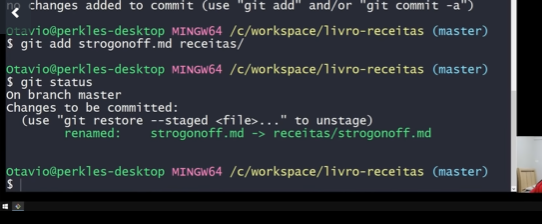 no changes added to commit (use "git add" and/or "git commit -a")
Otavio@perkles-desktop MINGW64 /c/workspace/livro-receitas (master)
$ git add strogonoff.md receitas/
Otavio@perkles-desktop MINGW64 /c/workspace/livro-receitas (master)
$ git status
On branch master
Changes to be committed:
(use "git restore --staged <file>..." to unstage)
renamed: strogonoff.md -> receitas/strogonoff.md
Otavio@perkles-desktop MINGW64 /c/workspace/livro-receitas (master)
$